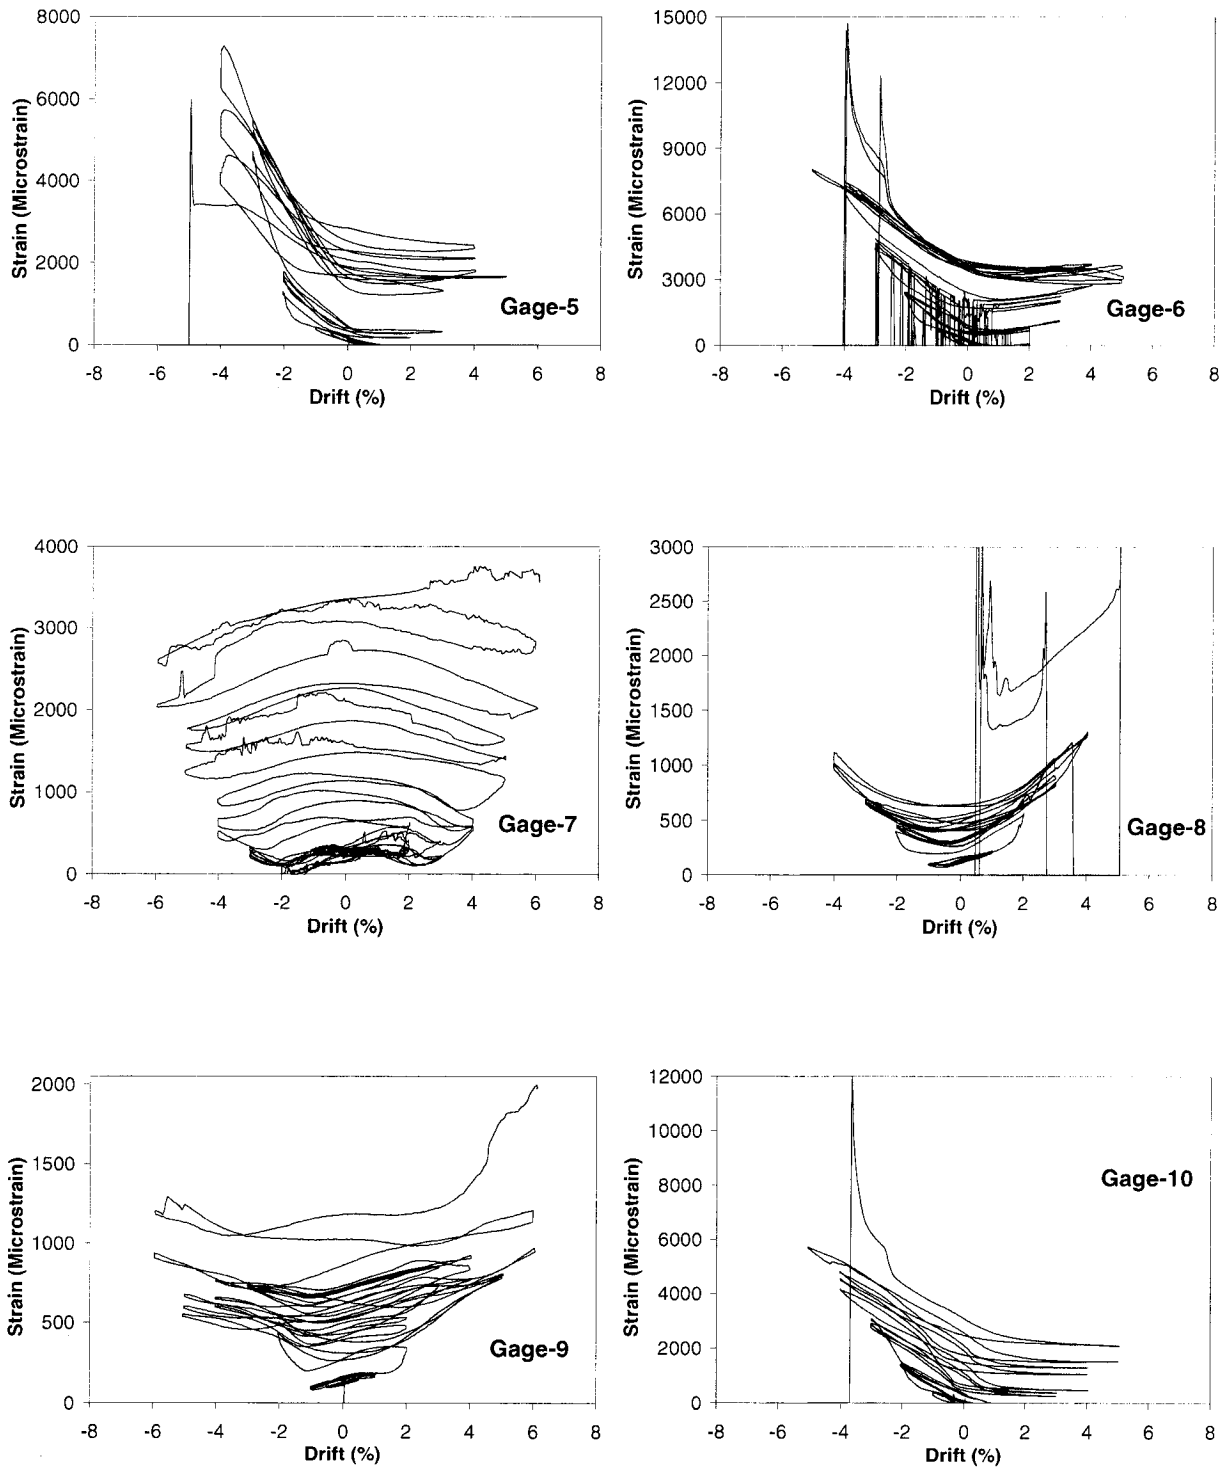 8000
6000
4000
2000
0
-8 -6 -4 -2 0 2 4 6 8
Strain (Microstrain)
Drift (%)
Gage-5
15000
12000
9000
6000
3000
0
-8 -6 -4 -2 0 2 4 6 8
Strain (Microstrain)
Drift (%)
Gage-6
4000
3000
2000
1000
0
-8 -6 -4 -2 0 2 4 6 8
Strain (Microstrain)
Drift (%)
Gage-7
3000
2500
2000
1500
1000
500
0
-8 -6 -4 -2 0 2 4 6 8
Strain (Microstrain)
Drift (%)
Gage-8
2000
1500
1000
500
0
-8 -6 -4 -2 0 2 4 6 8
Strain (Microstrain)
Drift (%)
Gage-9
12000
10000
8000
6000
4000
2000
0
-8 -6 -4 -2 0 2 4 6 8
Strain (Microstrain)
Drift (%)
Gage-10